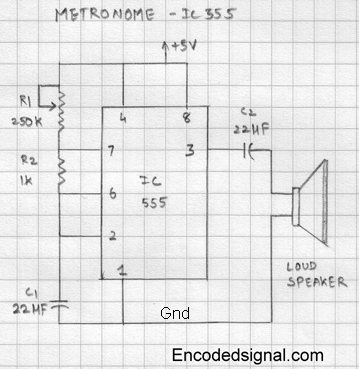 METRONOME - IC 355
+5V
R1
250K
4
8
C2
22MF
7
3
R2
1K
6
IC
555
2
1
C1
22MF
LOUD
SPEAKER
Gnd
Encodedsignal.com